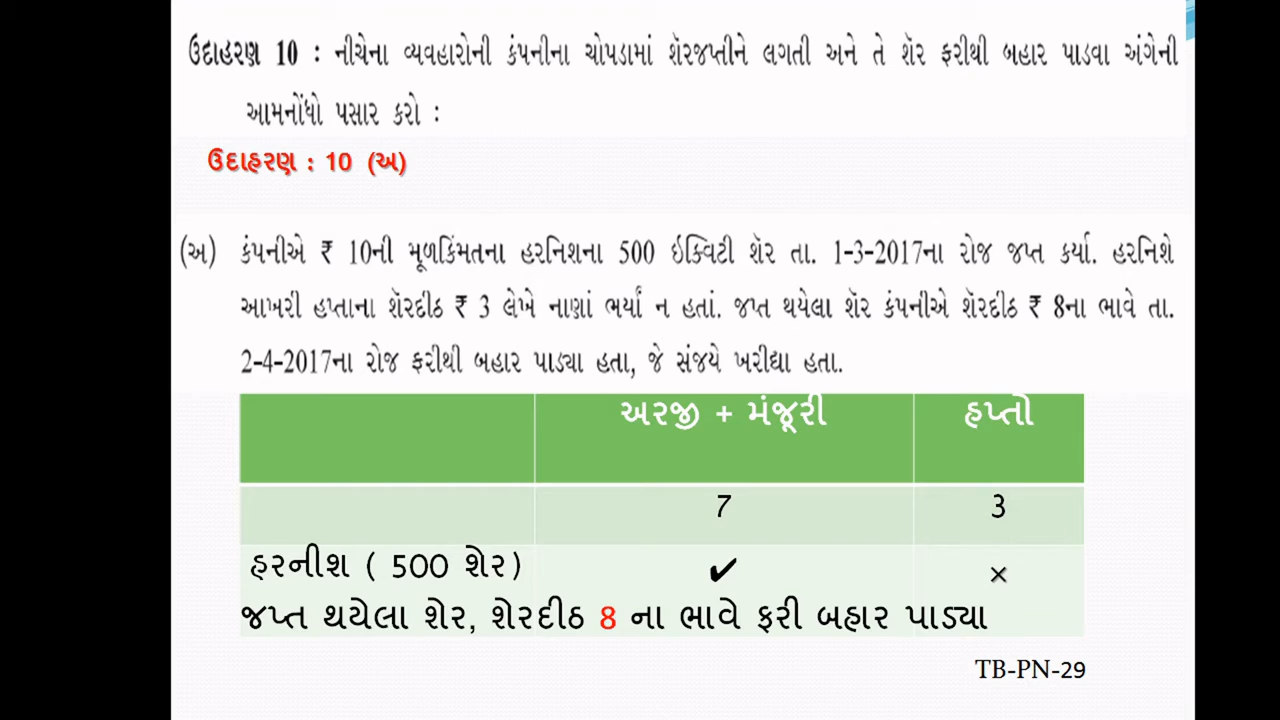 ઉદાહરણ 10 : નીચેના વ્યવહારોની કંપનીના ચોપડામાં શૅરજપ્તીને લગતી અને તે શૅર ફરીથી બહાર પાડવા અંગેની
આમનોંધો પસાર કરો :
ઉદાહરણ : 10 (અ)
(અ) કંપનીએ ₹ 10ની મૂળકિંમતના હરનિશના 500 ઇક્વિટી શૅર તા. 1-3-2017ના રોજ જપ્ત કર્યા. હરનિશે
આખરી હપ્તાના શૅરદીઠ ₹ 3 લેખે નાણાં ભર્યાં ન હતાં. જપ્ત થયેલા શૅર કંપનીએ શૅરદીઠ ₹ 8ના ભાવે તા.
2-4-2017ના રોજ ફરીથી બહાર પાડ્યા હતા, જે સંજયે ખરીદ્યા હતા.
અરજી + મંજૂરી હપ્તો
7 3
હરનીશ ( 500 શેર) ✔ ×
જપ્ત થયેલા શેર, શેરદીઠ 8 ના ભાવે ફરી બહાર પાડ્યા
TB-PN-29